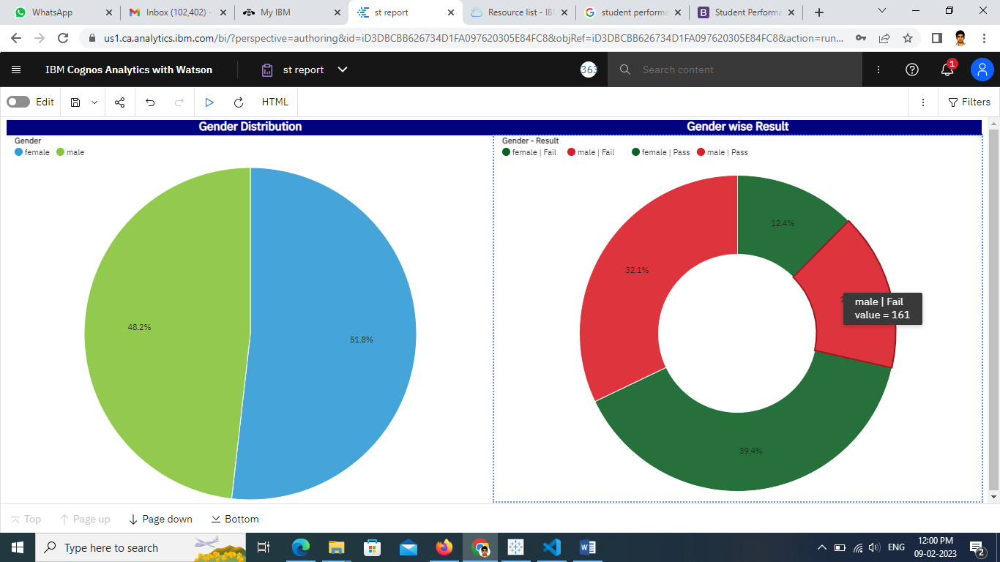 WhatsApp
Inbox (102,402) -
My IBM
st report
Resource list - IB
student performa
Student Performa
us1.ca.analytics.ibm.com/bi/?perspective=authoring&id=iD3DBCBB626734D1FA097620305E84FC8&objRef=iD3DBCBB626734D1FA097620305E84FC8&action=run...
IBM Cognos Analytics with Watson
st report
363
Search content
1
Edit
HTML
Filters
Gender Distribution
Gender
female male
48.2%
51.8%
Gender wise Result
Gender - Result
female | Fail male | Fail female | Pass male | Pass
12.4%
32.1%
male | Fail
value = 161
39.4%
Top Page up Page down Bottom
Type here to search
ENG
12:00 PM
09-02-2023
2